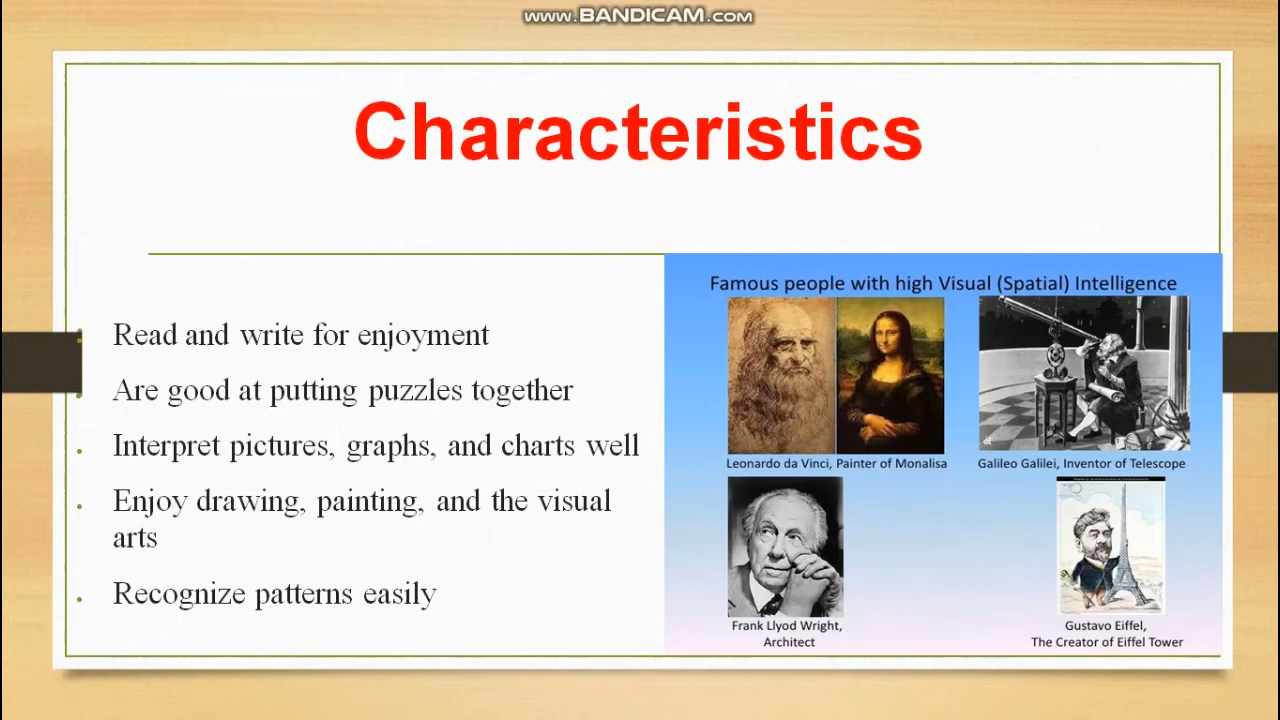 www.BANDICAM.com
Characteristics
Read and write for enjoyment
Are good at putting puzzles together
Interpret pictures, graphs, and charts well
Enjoy drawing, painting, and the visual
arts
Recognize patterns easily
Famous people with high Visual (Spatial) Intelligence
Leonardo da Vinci, Painter of Monalisa
Galileo Galilei, Inventor of Telescope
Frank Llyod Wright,
Architect
Gustavo Eiffel,
The Creator of Eiffel Tower